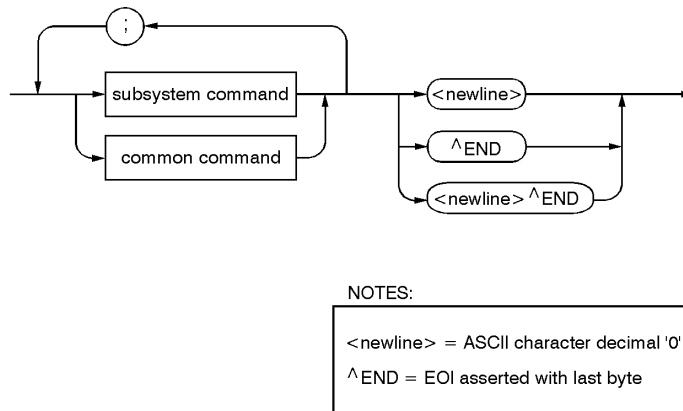 ;
subsystem command
common command
<newline>
^END
<newline> ^END
NOTES:
<newline> = ASCII character decimal '0'
^END = EOI asserted with last byte